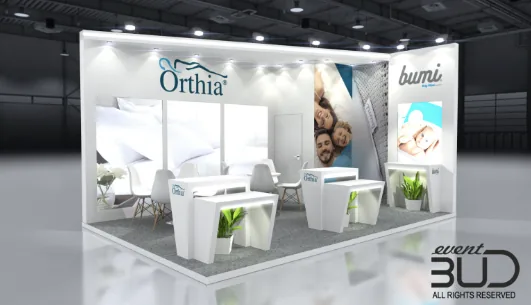 Orthia®
bumi
Orthia
Orthia
event
BUD
ALL RIGHTS RESERVED